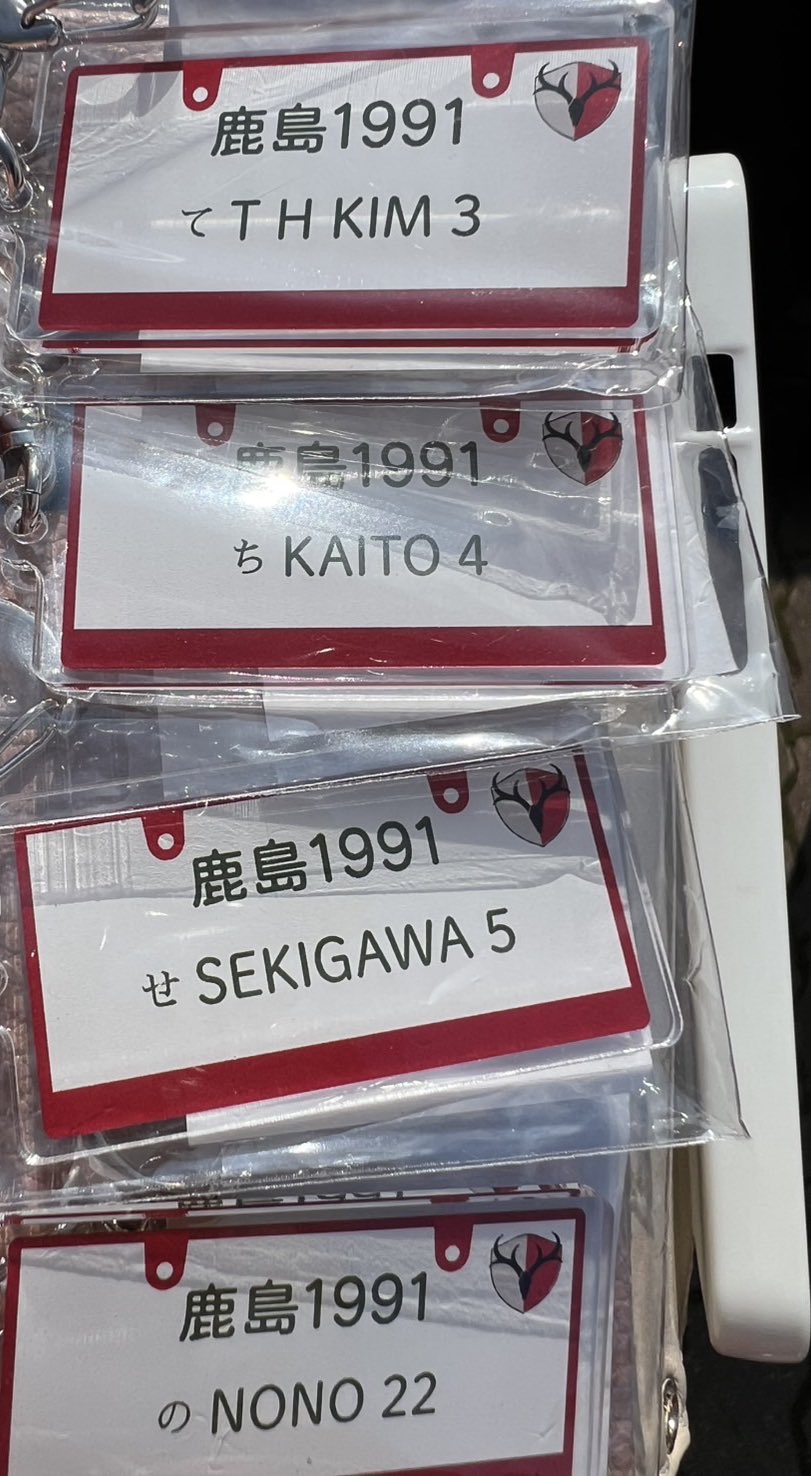 鹿島1991
て T H KIM 3
鹿島1991
ち KAITO 4
鹿島1991
せ SEKIGAWA 5
鹿島1991
の NONO 22